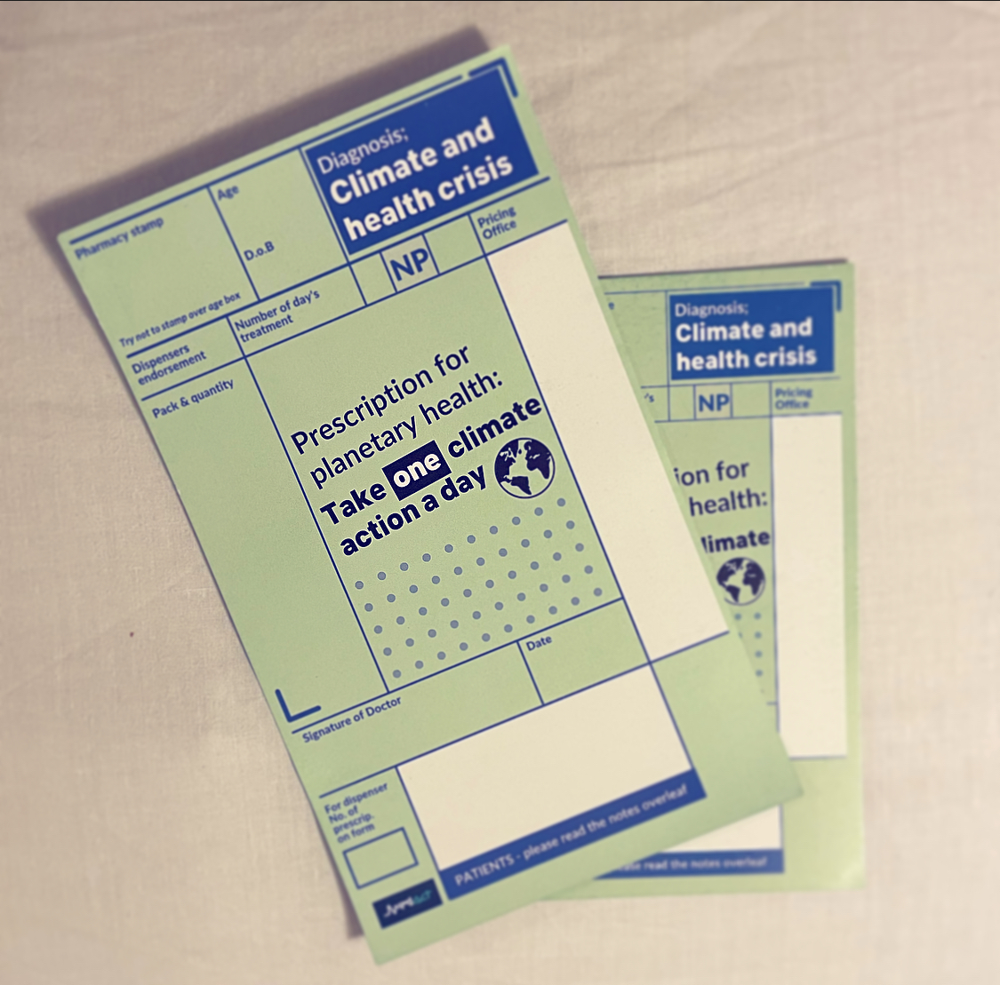 Diagnosis;
Climate and
health crisis
Pharmacy stamp
Age
D.o.B
Try not to stamp over age box
Dispensers
endorsement
Number of day's
treatment
NP
Pricing
Office
Pack & quantity
Prescription for
planetary health:
Take one climate
action a day
Signature of Doctor
Date
For dispenser
No. of
prescrip.
on form
PATIENTS - please read the notes overleaf
Diagnosis;
Climate and
health crisis
's
NP
Pricing
Office
ion for
health:
limate
read the notes overleaf